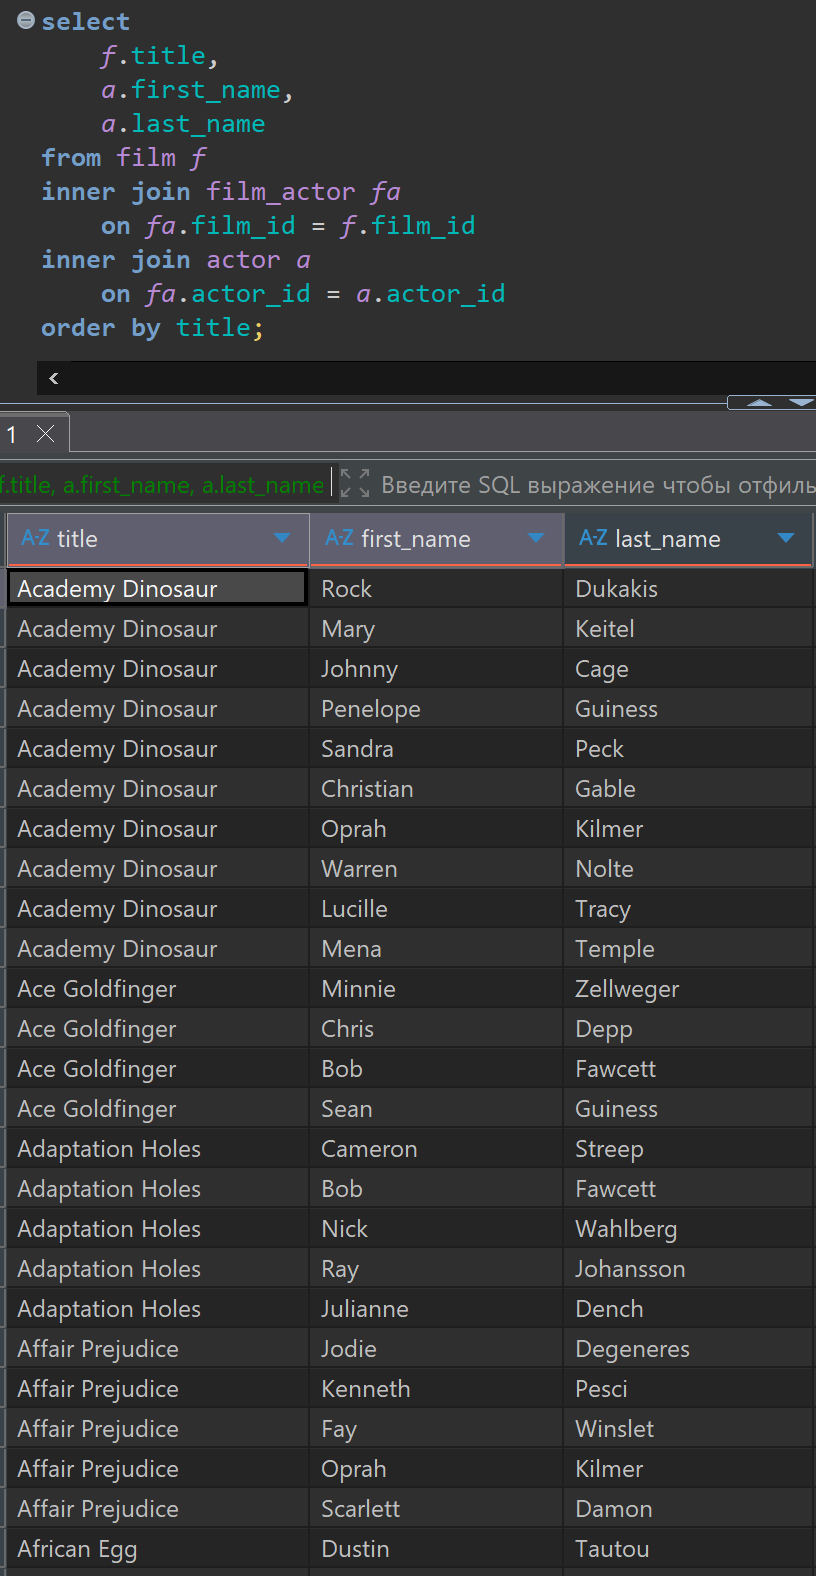 select
f.title,
a.first_name,
a.last_name
from film f
inner join film_actor fa
on fa.film_id = f.film_id
inner join actor a
on fa.actor_id = a.actor_id
order by title;
1
f.title, a.first_name, a.last_name Введите SQL выражение чтобы отфиль
A-Z title A-Z first_name A-Z last_name
Academy Dinosaur Rock Dukakis
Academy Dinosaur Mary Keitel
Academy Dinosaur Johnny Cage
Academy Dinosaur Penelope Guiness
Academy Dinosaur Sandra Peck
Academy Dinosaur Christian Gable
Academy Dinosaur Oprah Kilmer
Academy Dinosaur Warren Nolte
Academy Dinosaur Lucille Tracy
Academy Dinosaur Mena Temple
Ace Goldfinger Minnie Zellweger
Ace Goldfinger Chris Depp
Ace Goldfinger Bob Fawcett
Ace Goldfinger Sean Guiness
Adaptation Holes Cameron Streep
Adaptation Holes Bob Fawcett
Adaptation Holes Nick Wahlberg
Adaptation Holes Ray Johansson
Adaptation Holes Julianne Dench
Affair Prejudice Jodie Degeneres
Affair Prejudice Kenneth Pesci
Affair Prejudice Fay Winslet
Affair Prejudice Oprah Kilmer
Affair Prejudice Scarlett Damon
African Egg Dustin Tautou